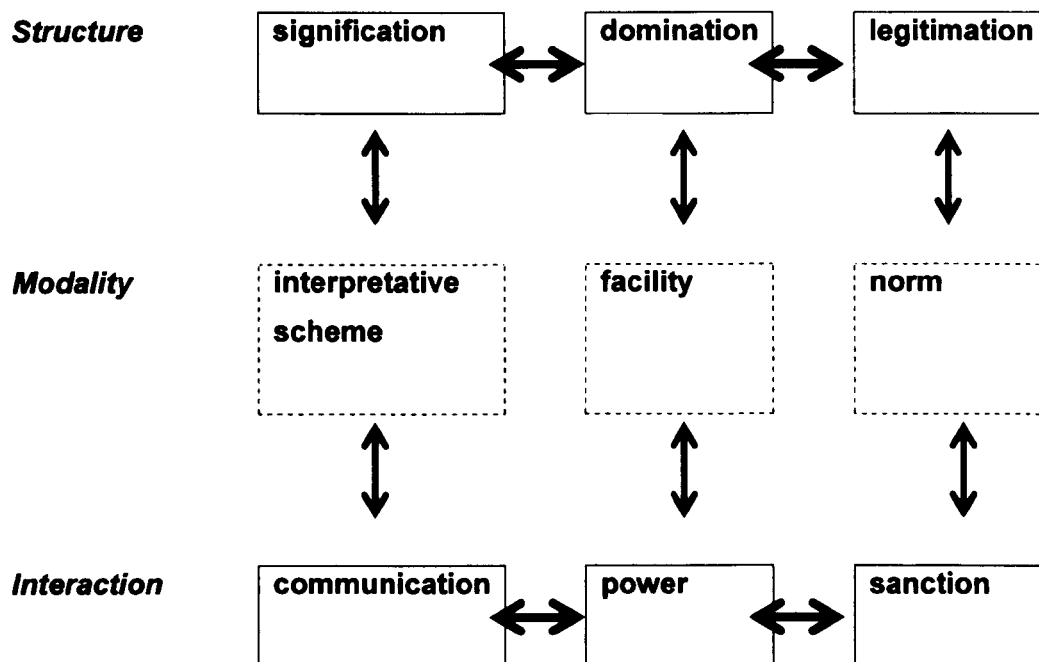 Structure signification domination legitimation
Modality interpretative facility norm
scheme
Interaction communication power sanction